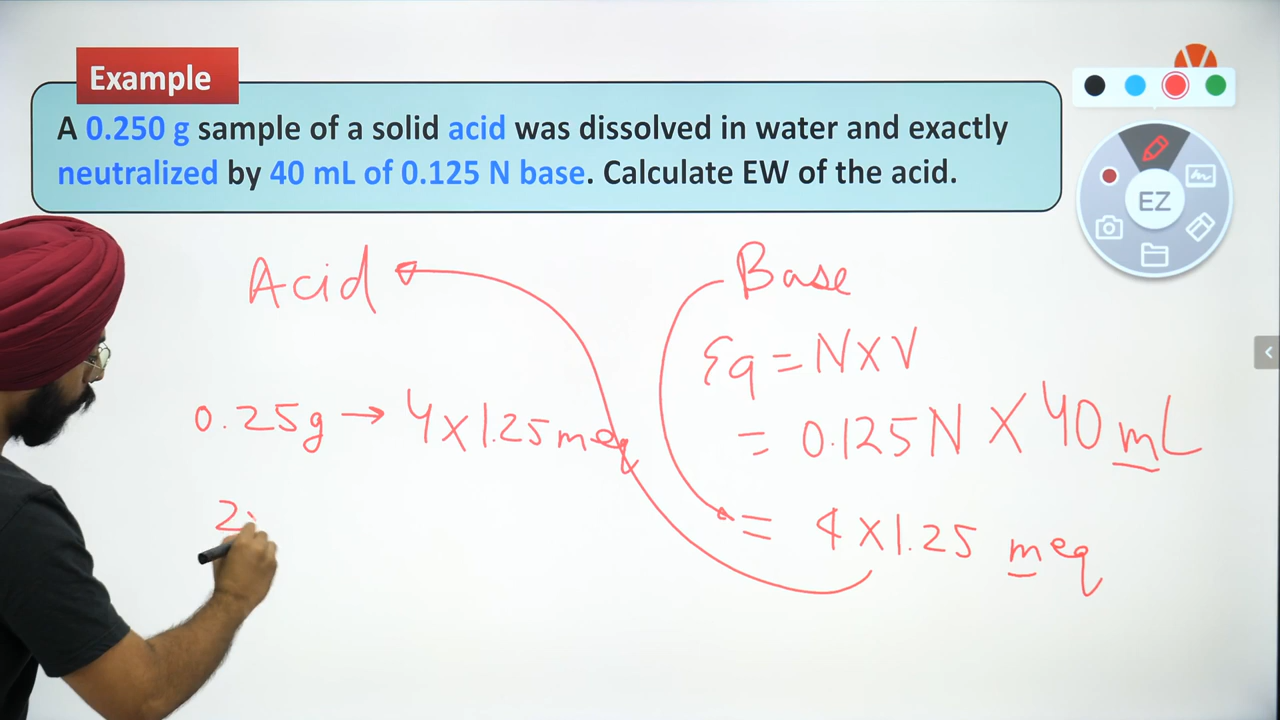 Example
A 0.250 g sample of a solid acid was dissolved in water and exactly
neutralized by 40 mL of 0.125 N base. Calculate EW of the acid.
EZ
Acid
Base
Eq = N×V
0.25g → 4×1.25 meq
= 0.125N × 40 mL
= 4×1.25 meq
2